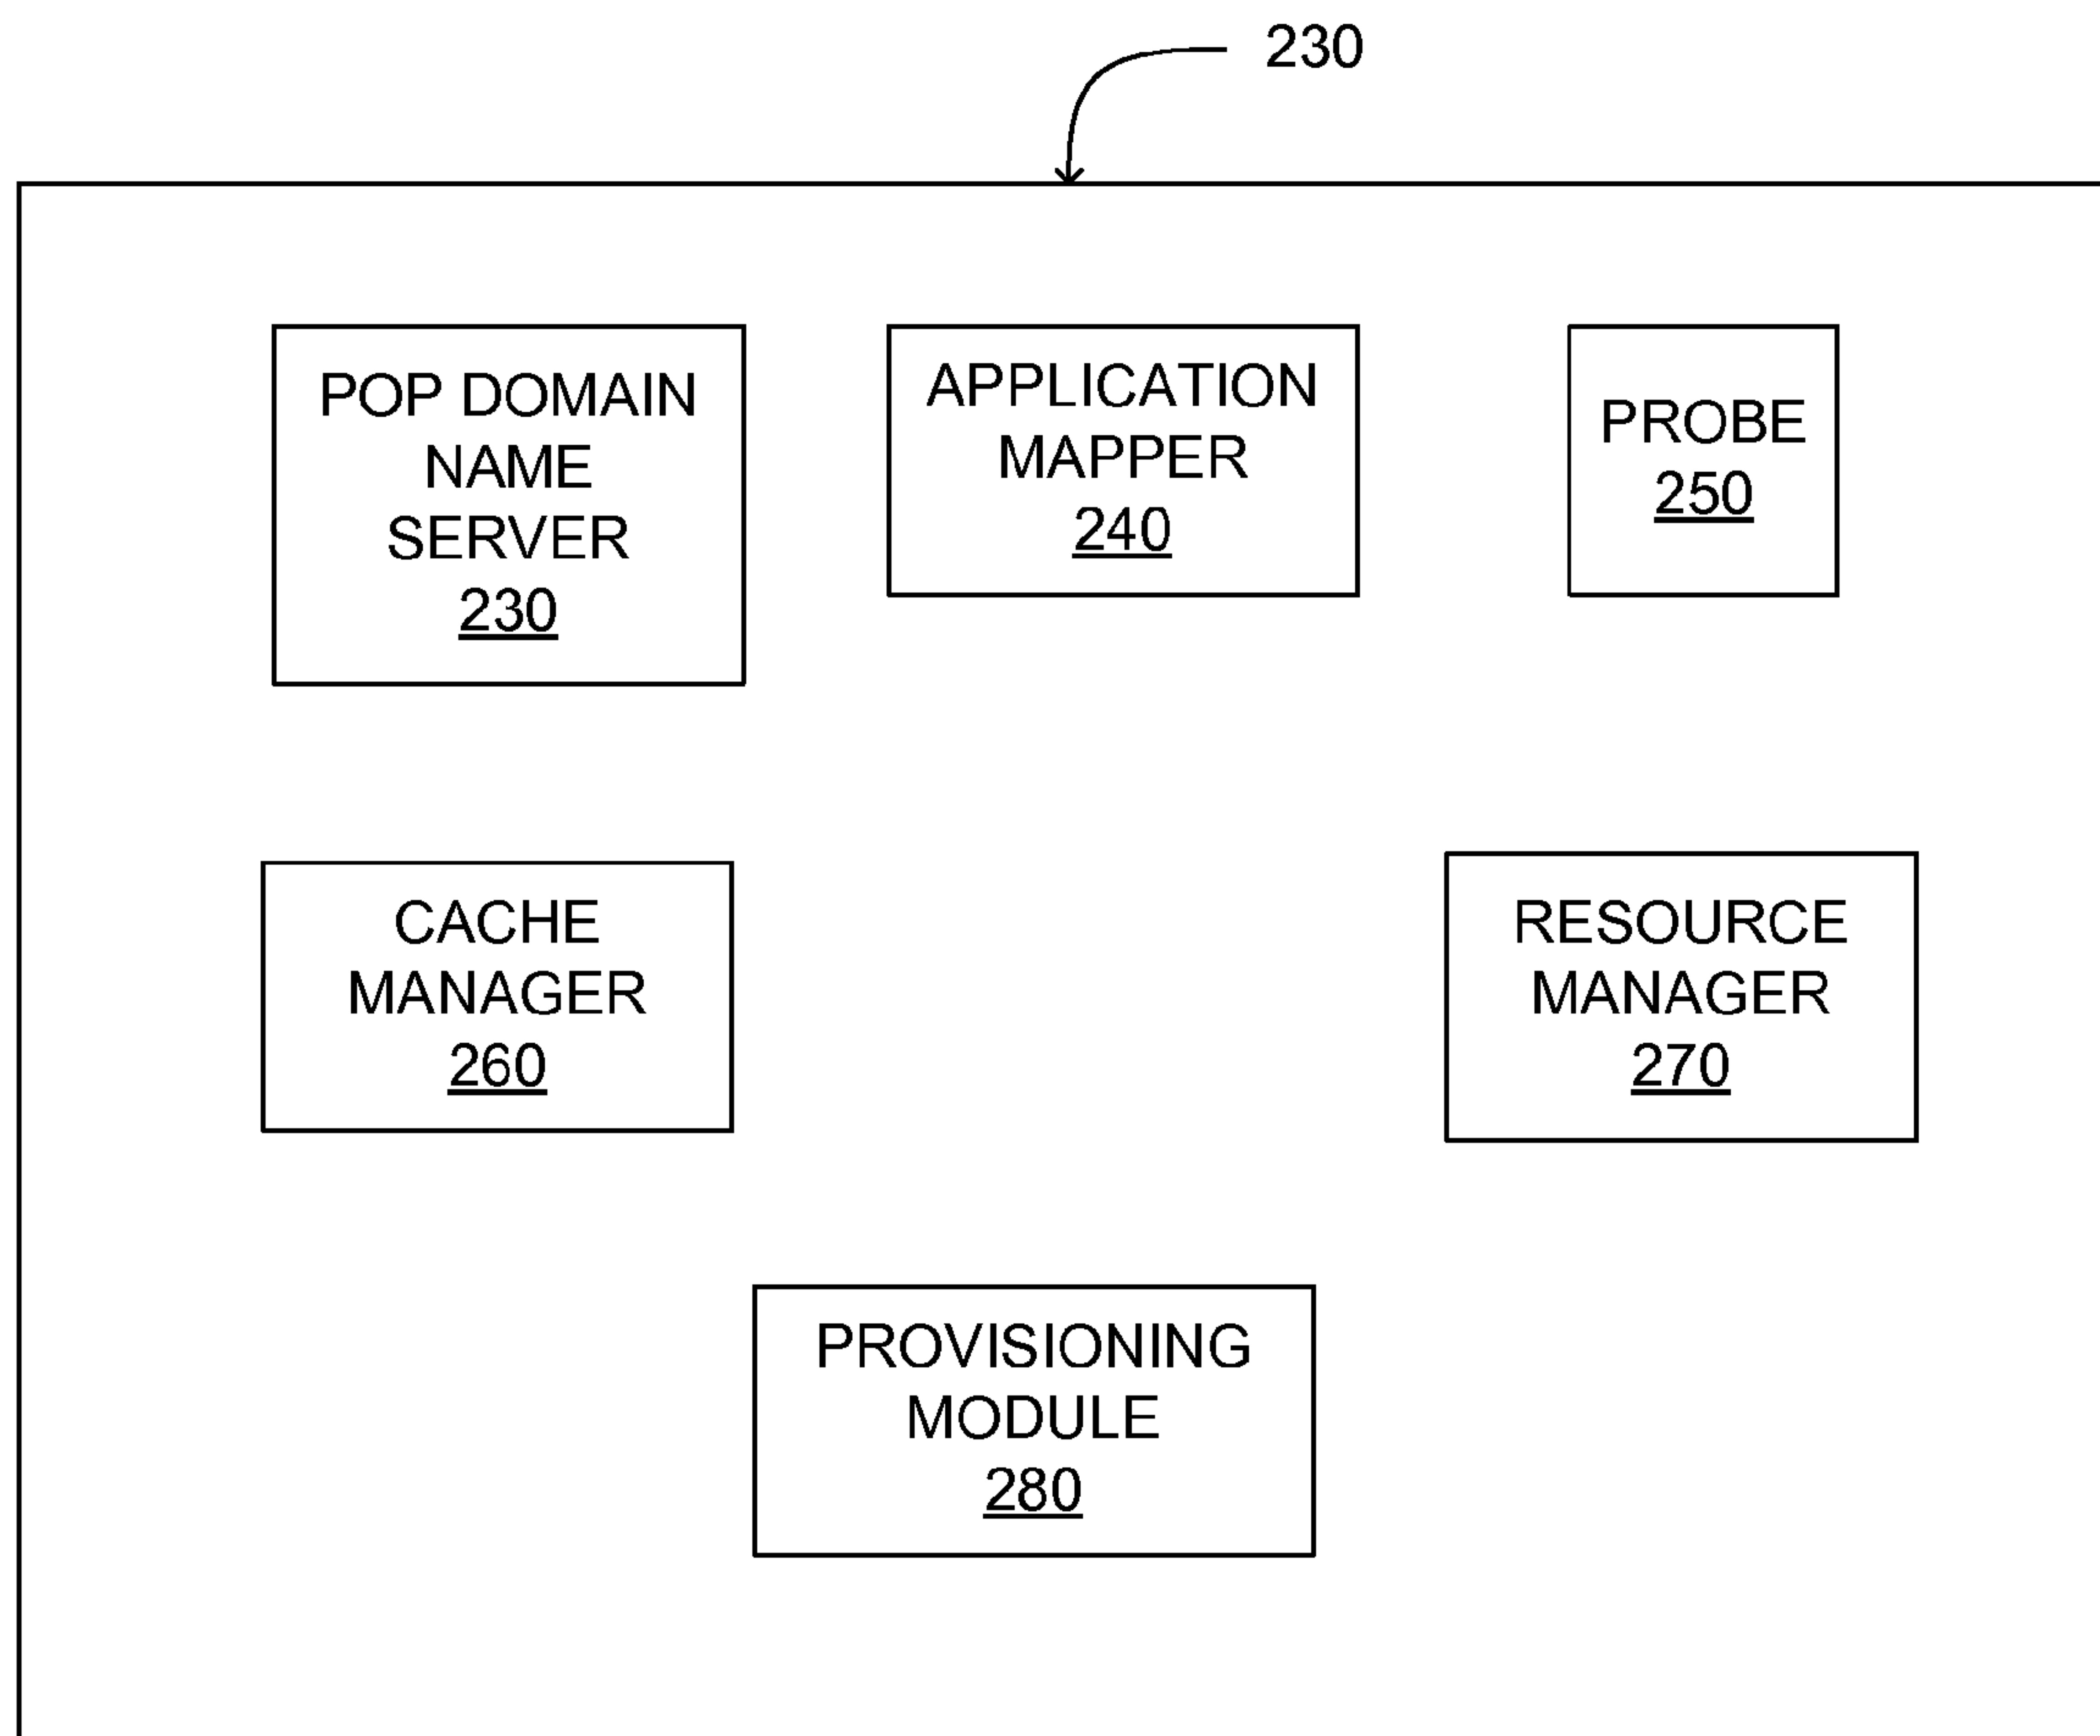 230
POP DOMAIN
NAME
SERVER
230
APPLICATION
MAPPER
240
PROBE
250
CACHE
MANAGER
260
RESOURCE
MANAGER
270
PROVISIONING
MODULE
280